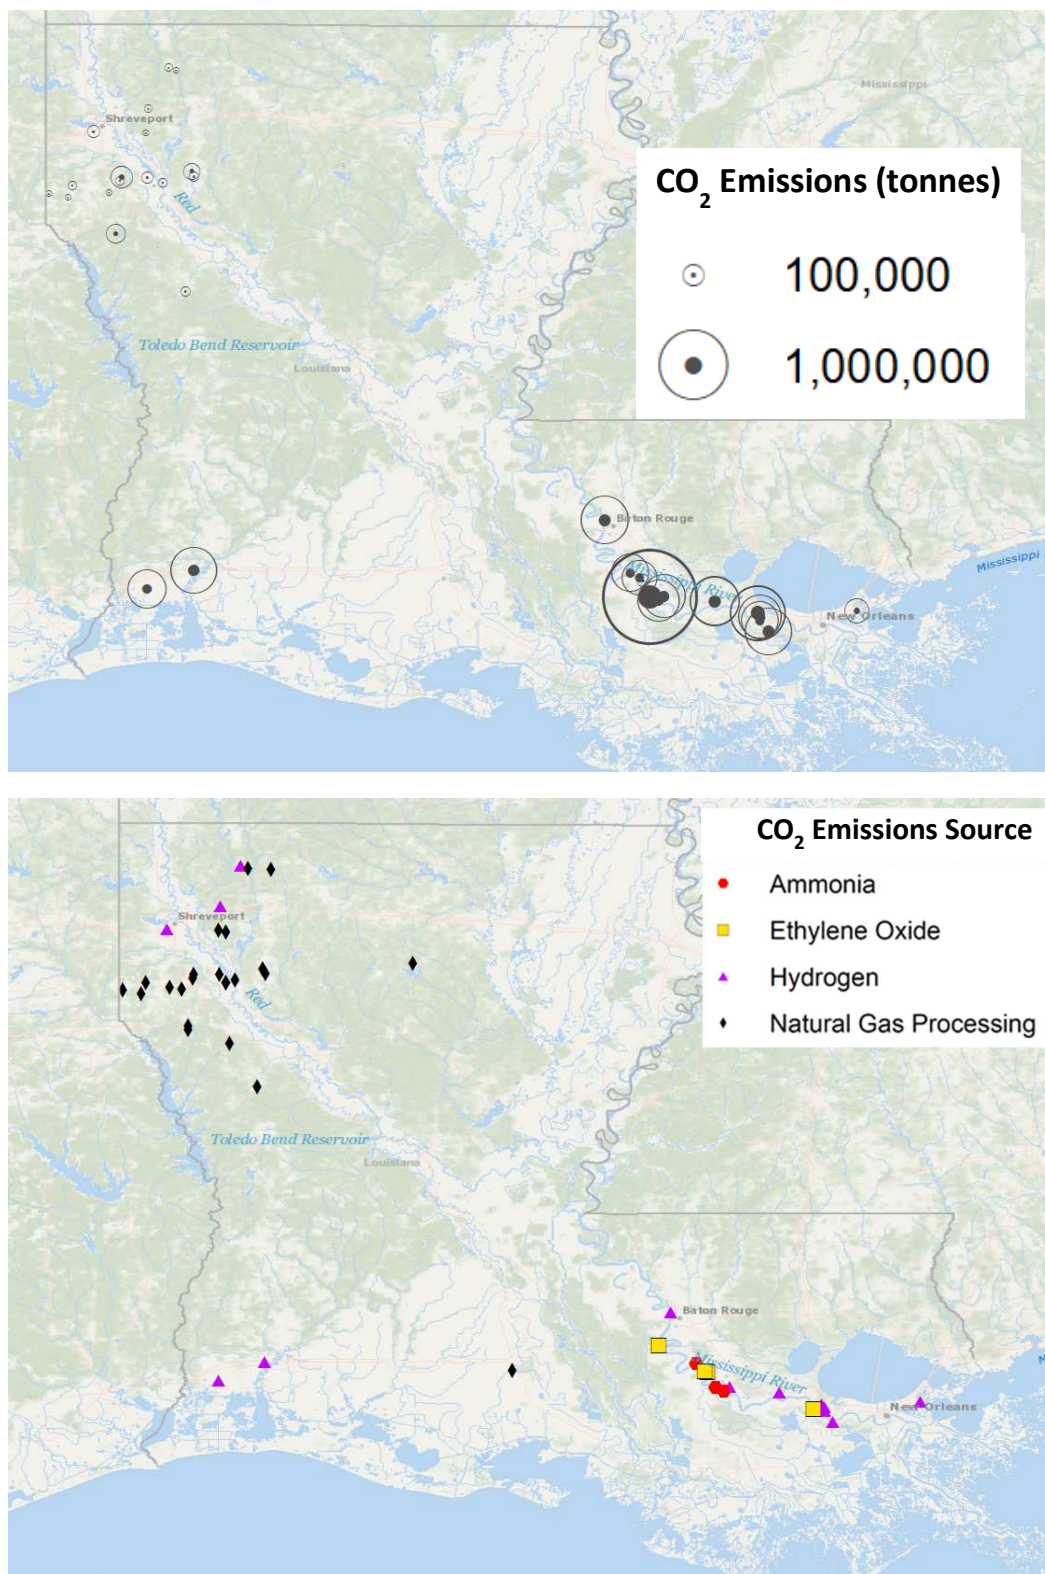 Mississippi
Shreveport
CO2 Emissions (tonnes)
100,000
1,000,000
Red
Toledo Bend Reservoir
Louisiana
Baton Rouge
Mississippi River
Mississippi
New Orleans
CO2 Emissions Source
Ammonia
Ethylene Oxide
Hydrogen
Natural Gas Processing
Shreveport
Red
Toledo Bend Reservoir
Louisiana
Baton Rouge
Mississippi River
M
New Orleans